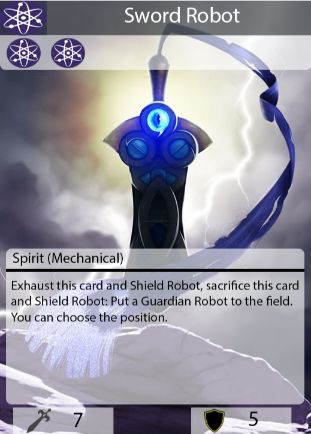 Sword Robot
Spirit (Mechanical)
Exhaust this card and Shield Robot, sacrifice this card
and Shield Robot: Put a Guardian Robot to the field.
You can choose the position.
7
5